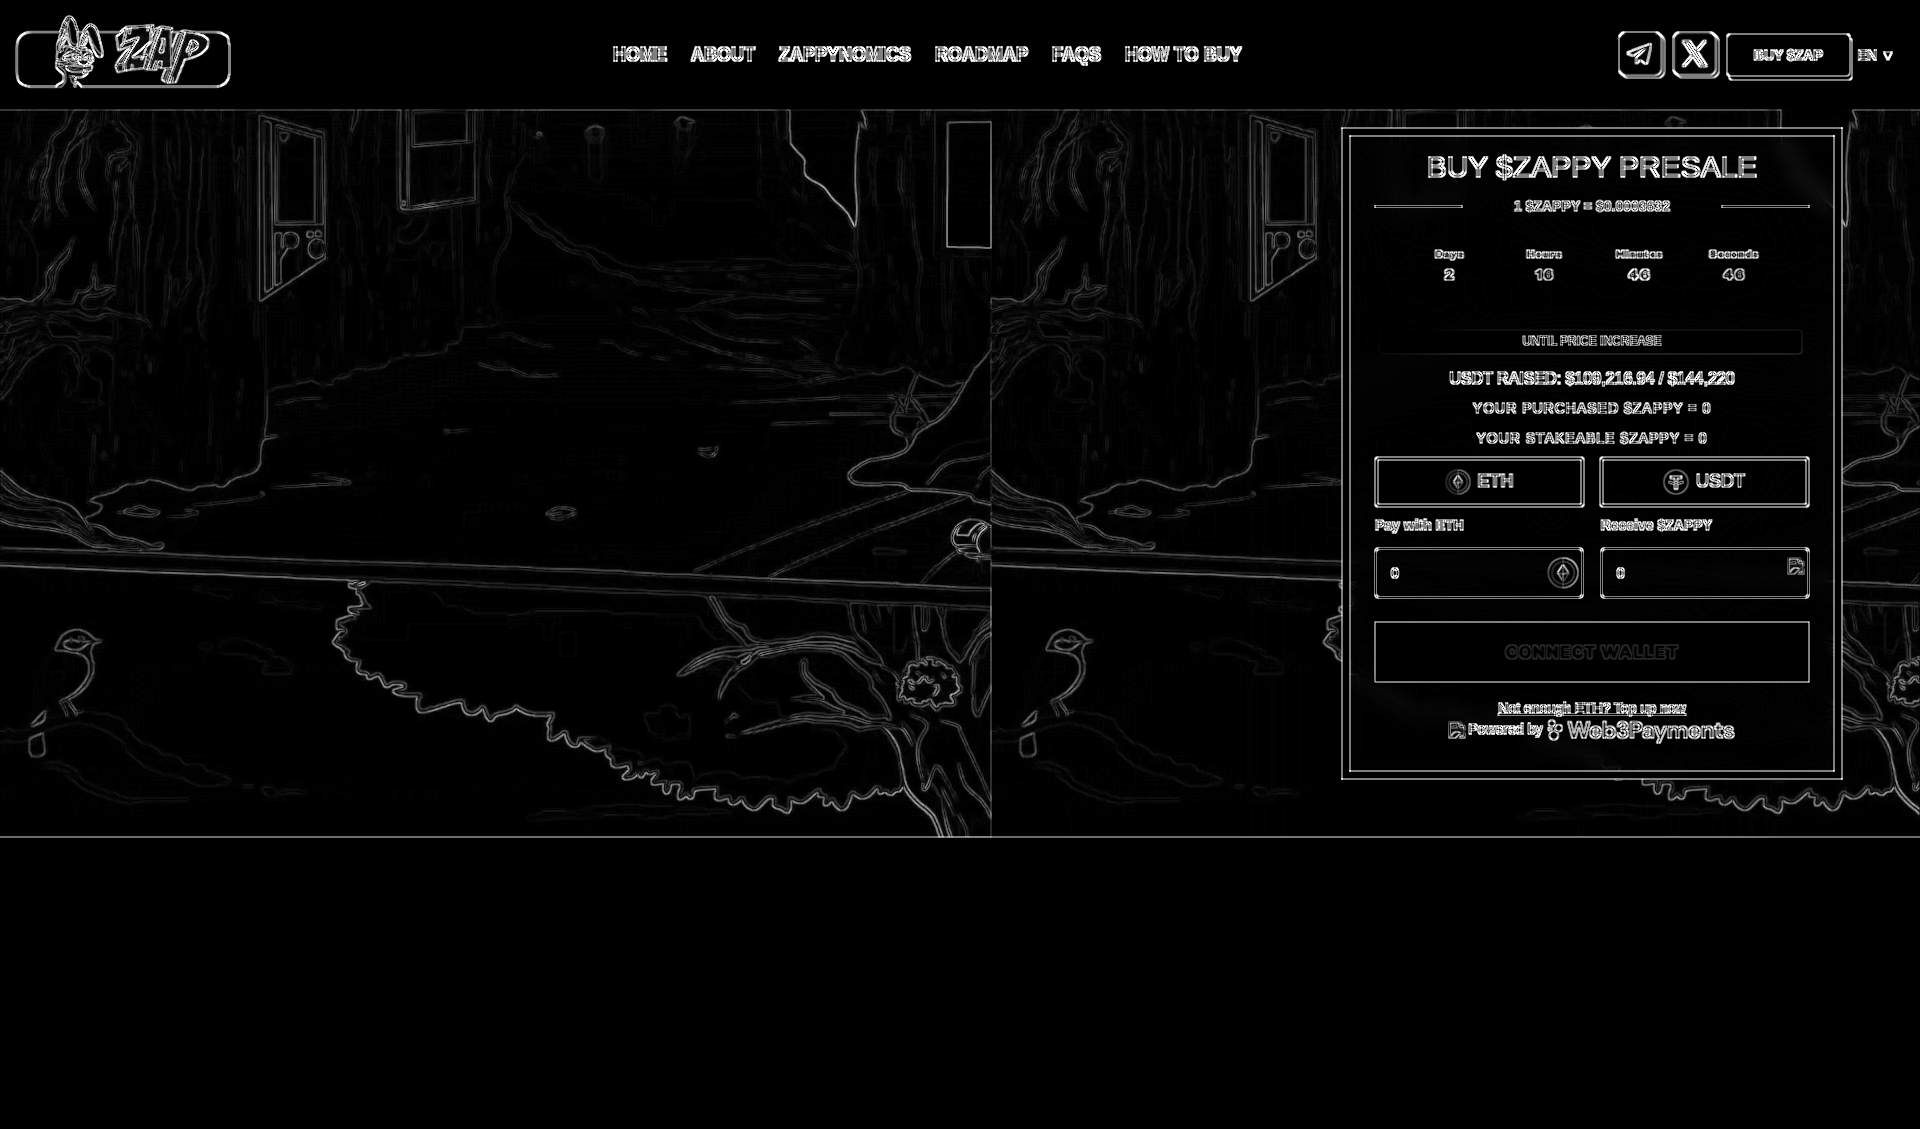 ZAP
HOME ABOUT ZAPPYNOMICS ROADMAP FAQS HOW TO BUY
BUY $ZAP EN
BUY $ZAPPY PRESALE
1 $ZAPPY = $0.0003632
Days Hours Minutes Seconds
2 16 46 46
UNTIL PRICE INCREASE
USDT RAISED: $109,216.94 / $144,220
YOUR PURCHASED $ZAPPY = 0
YOUR STAKEABLE $ZAPPY = 0
ETH USDT
Pay with ETH Receive $ZAPPY
0 0
CONNECT WALLET
Not enough ETH? Top up now
Powered by Web3Payments